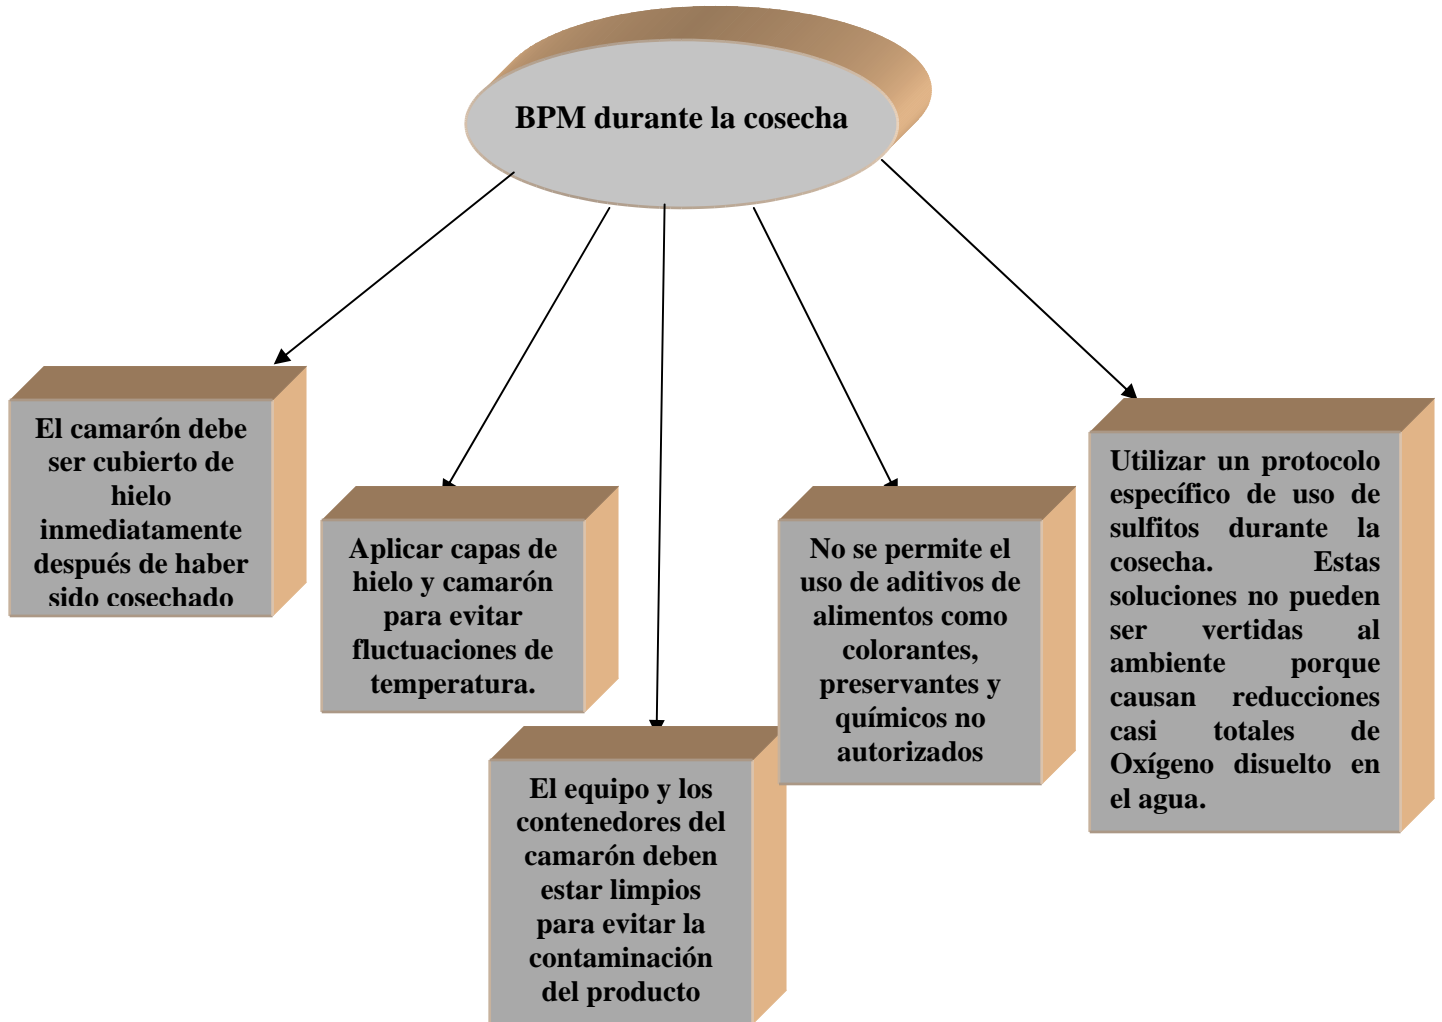 BPM durante la cosecha
El camarón debe
ser cubierto de
hielo
inmediatamente
después de haber
sido cosechado
Aplicar capas de
hielo y camarón
para evitar
fluctuaciones de
temperatura.
El equipo y los
contenedores del
camarón deben
estar limpios
para evitar la
contaminación
del producto
No se permite el
uso de aditivos de
alimentos como
colorantes,
preservantes y
químicos no
autorizados
Utilizar un protocolo
específico de uso de
sulfitos durante la
cosecha. Estas
soluciones no pueden
ser vertidas al
ambiente porque
causan reducciones
casi totales de
Oxígeno disuelto en
el agua.